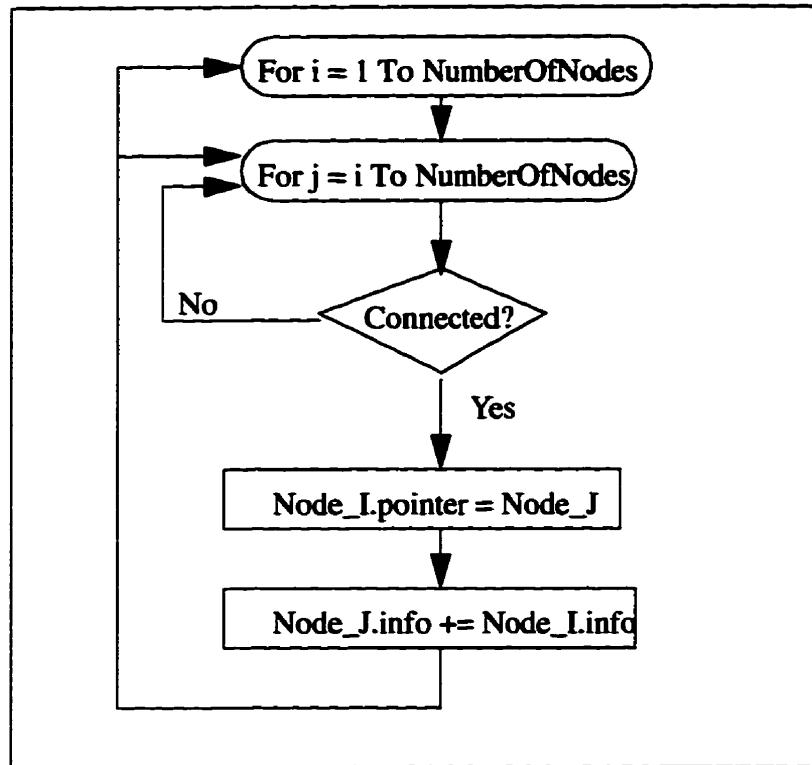 For i = 1 To NumberOfNodes
For j = i To NumberOfNodes
No
Connected?
Yes
Node_I.pointer = Node_J
Node_J.info += Node_I.info